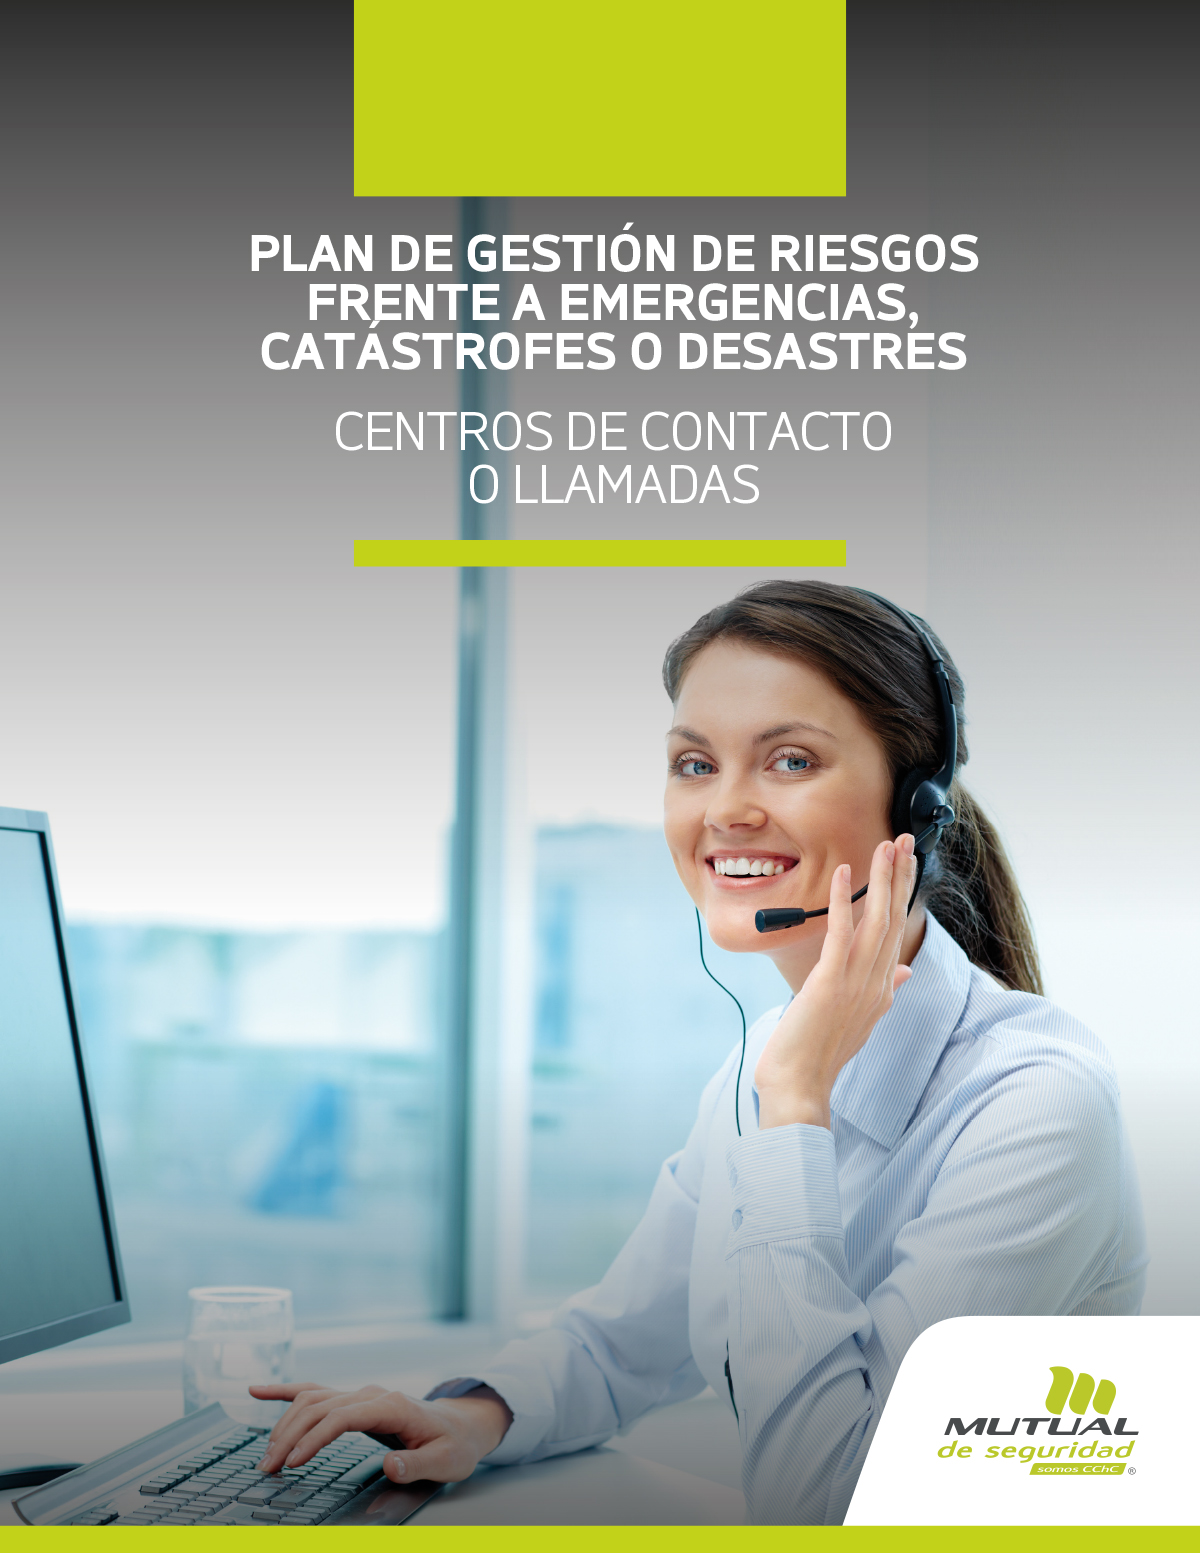 PLAN DE GESTIÓN DE RIESGOS
FRENTE A EMERGENCIAS,
CATÁSTROFES O DESASTRES
CENTROS DE CONTACTO
O LLAMADAS
MUTUAL
de seguridad
somos CChC ®